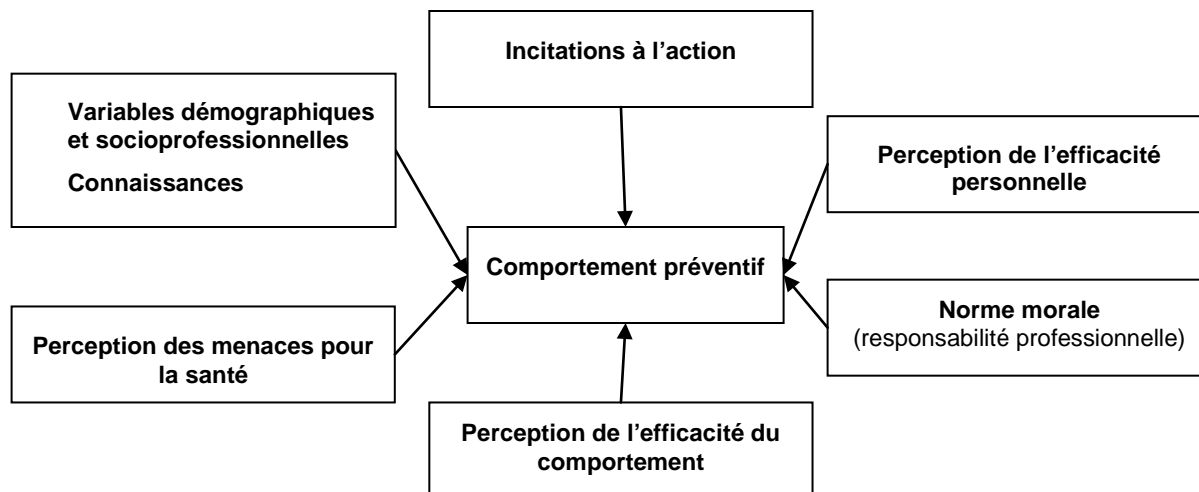 Incitations à l’action
Variables démographiques
et socioprofessionnelles
Connaissances
Perception de l’efficacité
personnelle
Comportement préventif
Perception des menaces pour
la santé
Norme morale
(responsabilité professionnelle)
Perception de l’efficacité du
comportement